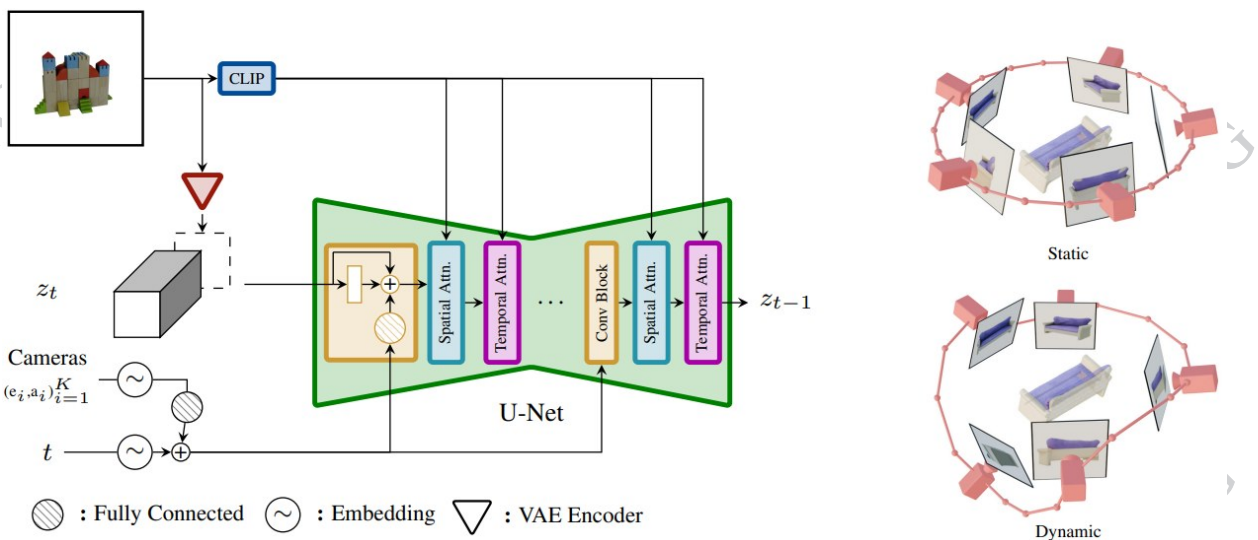 CLIP
z_t
Cameras
(e_i,a_i)_{i=1}^K
t
Spatial Attn.
Temporal Attn.
...
Conv Block
Spatial Attn.
Temporal Attn.
z_{t-1}
U-Net
: Fully Connected
: Embedding
: VAE Encoder
Static
Dynamic